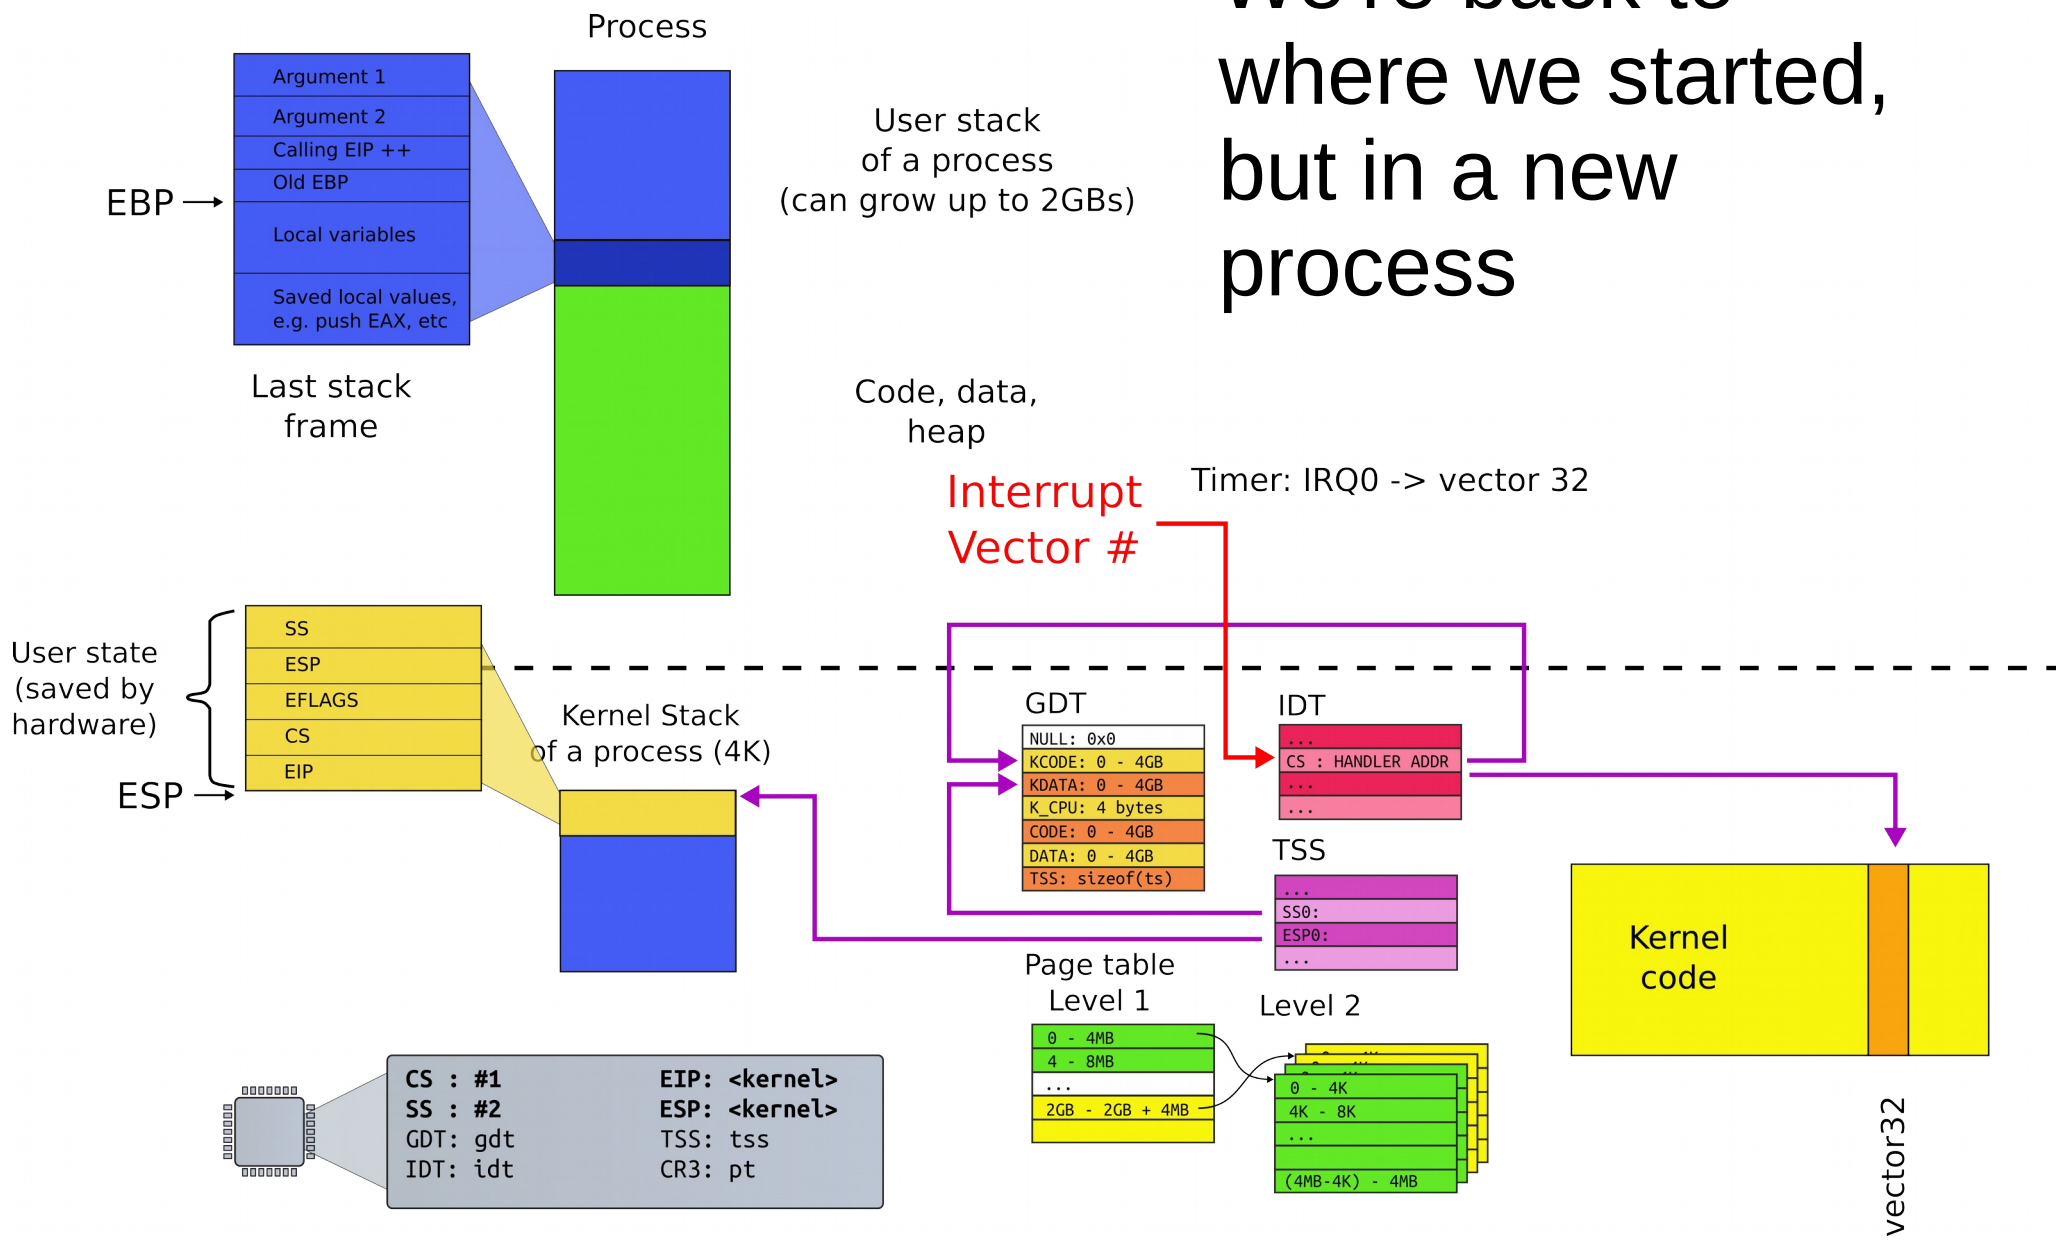 We're back to
where we started,
but in a new
process
Process
Argument 1
Argument 2
Calling EIP ++
Old EBP
EBP
Local variables
Saved local values,
e.g. push EAX, etc
Last stack
frame
User stack
of a process
(can grow up to 2GBs)
Code, data,
heap
Interrupt
Vector #
Timer: IRQ0 -> vector 32
User state
(saved by
hardware)
SS
ESP
EFLAGS
CS
EIP
ESP
Kernel Stack
of a process (4K)
GDT
NULL: 0x0
KCODE: 0 - 4GB
KDATA: 0 - 4GB
K_CPU: 4 bytes
CODE: 0 - 4GB
DATA: 0 - 4GB
TSS: sizeof(ts)
IDT
...
CS : HANDLER ADDR
...
...
TSS
...
SS0:
ESP0:
...
Kernel
code
vector32
Page table
Level 1
0 - 4MB
4 - 8MB
...
2GB - 2GB + 4MB
Level 2
0 - 4K
4K - 8K
...
(4MB-4K) - 4MB
CS : #1
EIP: <kernel>
SS : #2
ESP: <kernel>
GDT: gdt
TSS: tss
IDT: idt
CR3: pt